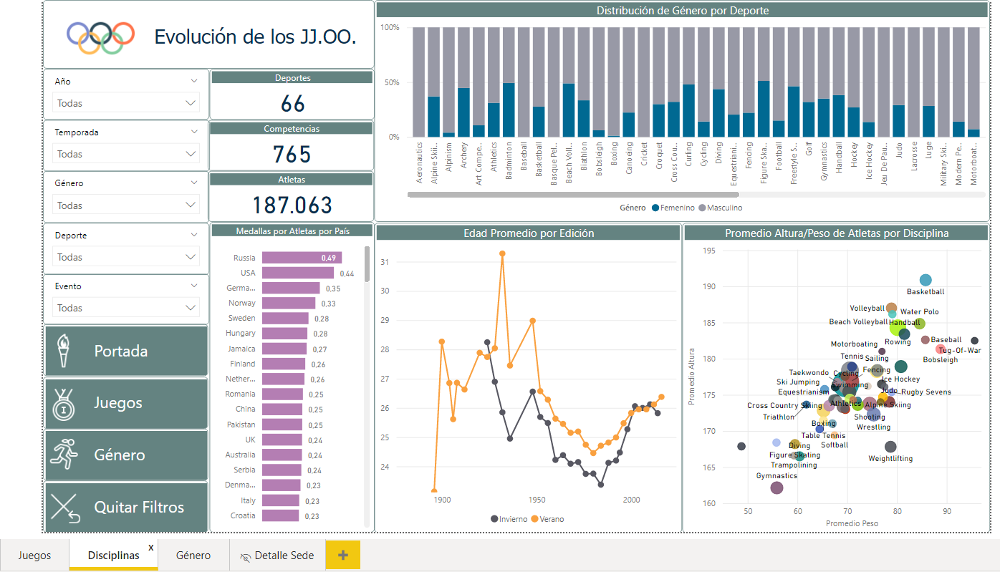 Evolución de los JJ.OO.
Año
Todas
Temporada
Todas
Género
Todas
Deporte
Todas
Evento
Todas
Portada
Juegos
Género
Quitar Filtros
Deportes
66
Competencias
765
Atletas
187.063
Medallas por Atletas por País
Russia 0,49
USA 0,44
Germa... 0,35
Norway 0,33
Sweden 0,28
Hungary 0,28
Jamaica 0,27
Finland 0,26
Nether... 0,26
Romania 0,25
China 0,25
Pakistan 0,25
UK 0,24
Australia 0,24
Serbia 0,24
Denma... 0,23
Italy 0,23
Croatia 0,23
Distribución de Género por Deporte
100%
50%
0%
Aeronautics
Alpine Ski...
Alpinism
Archery
Art Compe...
Athletics
Badminton
Baseball
Basketball
Basque Pel...
Beach Voll...
Biathlon
Bobsleigh
Boxing
Canoeing
Cricket
Croquet
Cross Cou...
Curling
Cycling
Diving
Equestriani...
Fencing
Figure Ska...
Football
Freestyle S...
Golf
Gymnastics
Handball
Hockey
Ice Hockey
Jeu De Pau...
Judo
Lacrosse
Luge
Military Ski...
Modern Pe...
Motorboat...
Género Femenino Masculino
Edad Promedio por Edición
31
30
29
28
27
26
25
24
1900 1950 2000
Invierno Verano
Promedio Altura/Peso de Atletas por Disciplina
Promedio Altura
195
190
185
180
175
170
165
160
Basketball
Volleyball
Water Polo
Beach Volleyball
Handball
Rowing
Baseball
Motorboating
Tug-Of-War
Bobsleigh
Tennis
Sailing
Taekwondo
Cycling
Fencing
Ski Jumping
Swimming
Ice Hockey
Equestrianism
Judo
Rugby Sevens
Cross Country Skiing
Athletics
Alpine Skiing
Triathlon
Shooting
Boxing
Wrestling
Table Tennis
Diving
Softball
Figure Skating
Weightlifting
Trampolining
Gymnastics
50 60 70 80 90
Promedio Peso
Juegos
Disciplinas
x
Género
Detalle Sede
+